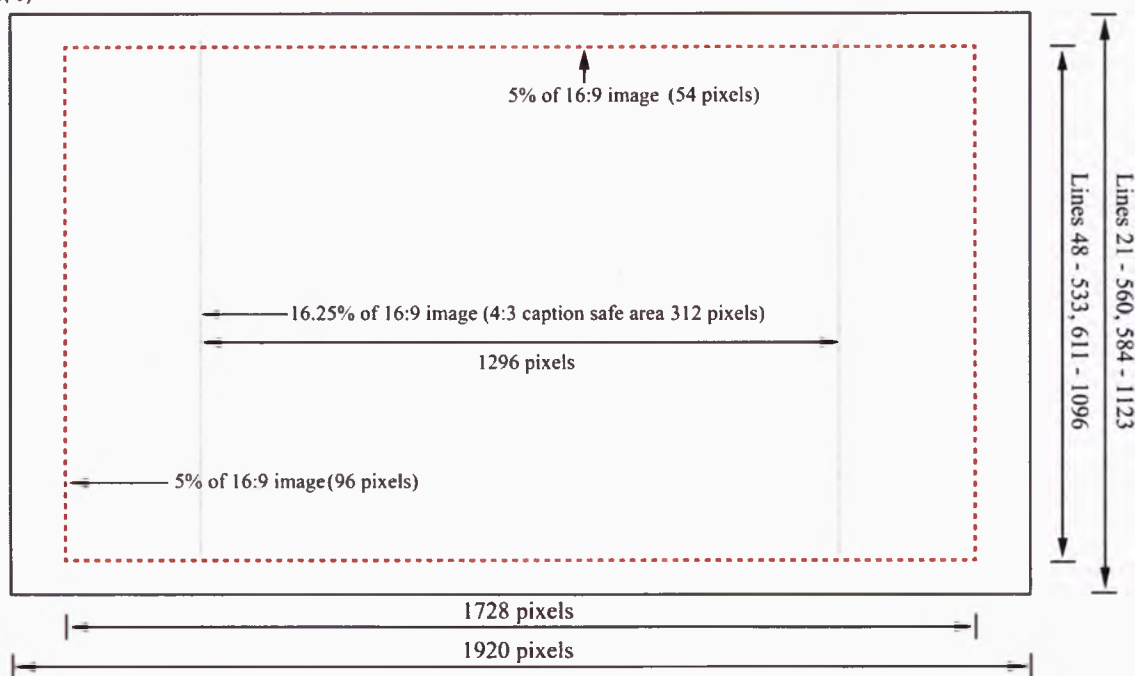 5% of 16:9 image (54 pixels)
16.25% of 16:9 image (4:3 caption safe area 312 pixels)
1296 pixels
5% of 16:9 image (96 pixels)
Lines 48 - 533, 611 - 1096
Lines 21 - 560, 584 - 1123
1728 pixels
1920 pixels